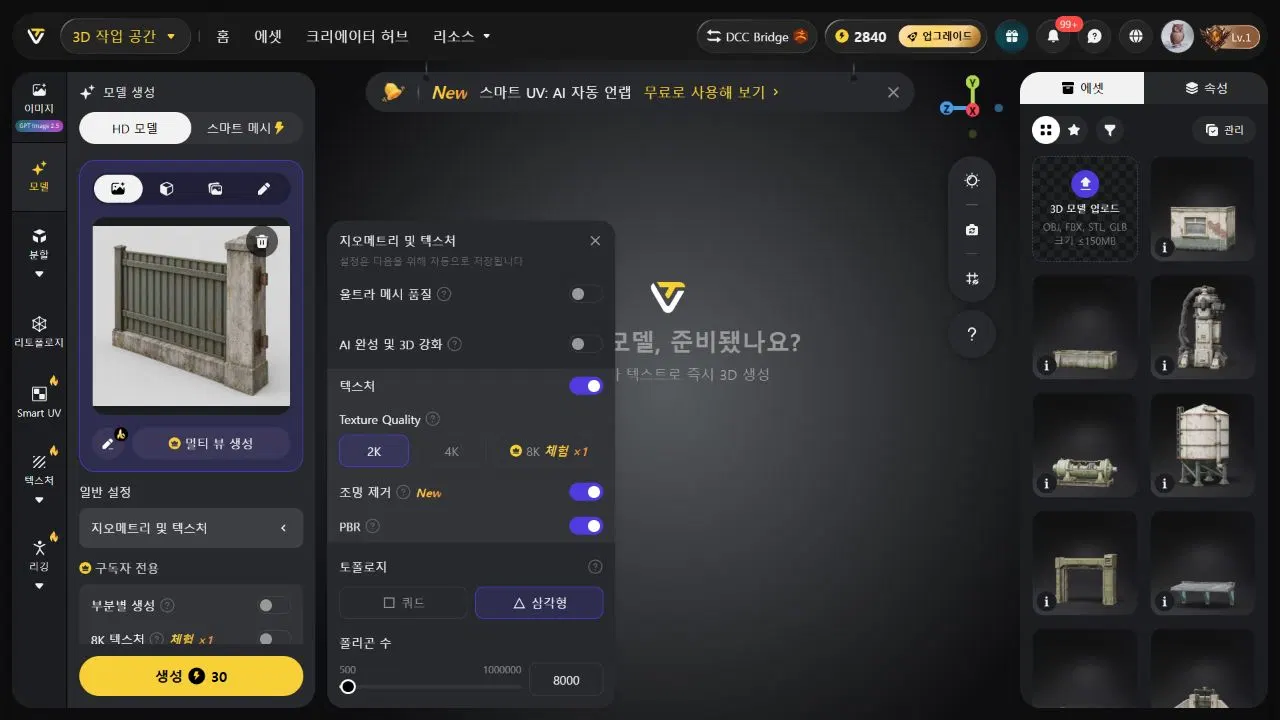 3D 작업 공간
홈
에셋
크리에이터 허브
리소스
DCC Bridge
2840
업그레이드
99+
Lv.1
이미지
GPT Image 2.5
모델
분할
리토폴로지
Smart UV
텍스처
리깅
모델 생성
HD 모델
스마트 메시
멀티 뷰 생성
일반 설정
지오메트리 및 텍스처
구독자 전용
부분별 생성
8K 텍스처 체험 ×1
생성 30
New 스마트 UV: AI 자동 언랩 무료로 사용해 보기 ›
지오메트리 및 텍스처
설정은 다음을 위해 자동으로 저장됩니다
울트라 메시 품질
AI 완성 및 3D 강화
텍스처
Texture Quality
2K
4K
8K 체험 ×1
조명 제거 New
PBR
토폴로지
쿼드
삼각형
폴리곤 수
500
1000000
8000
모델, 준비됐나요?
텍스트로 즉시 3D 생성
Y
Z
X
?
에셋
속성
관리
3D 모델 업로드
OBJ, FBX, STL, GLB
크기 ≤150MB